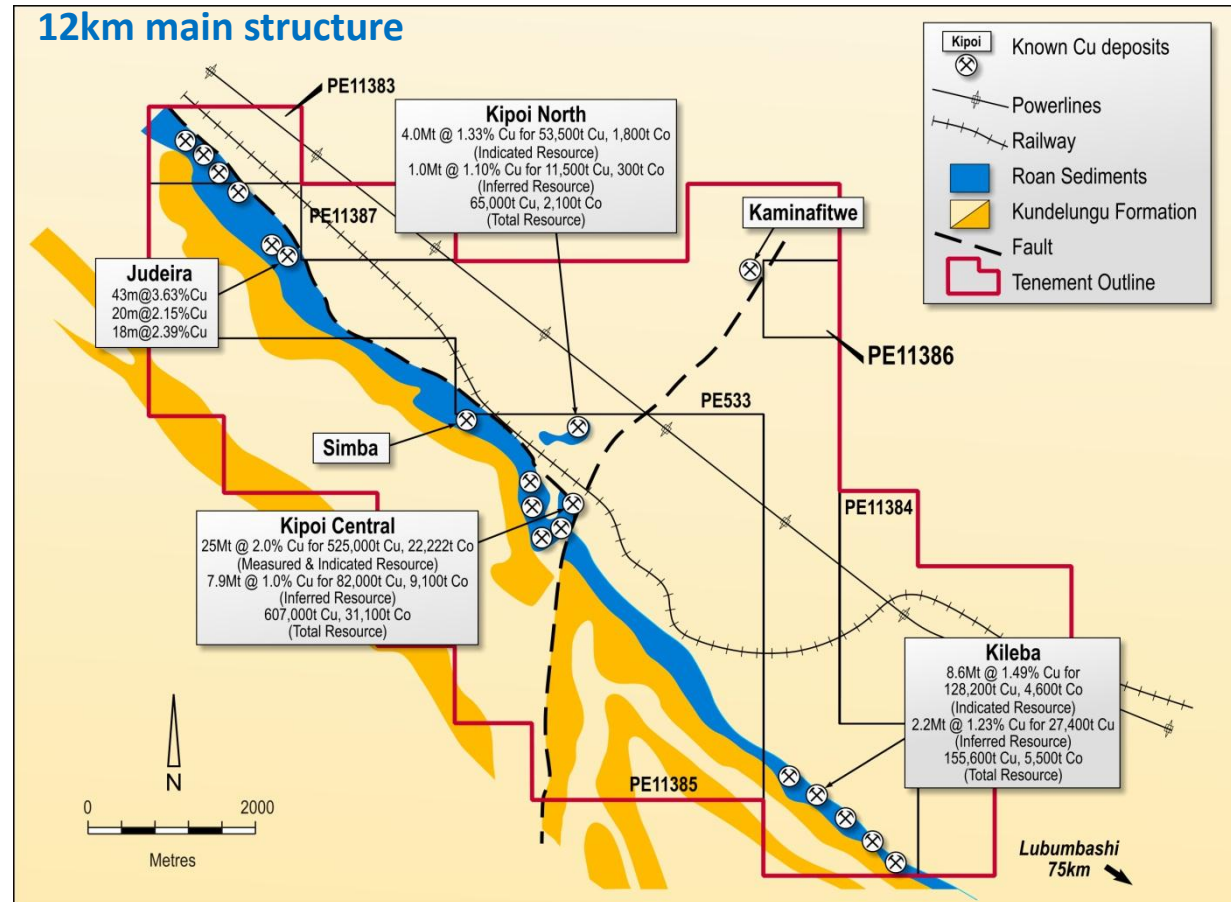 12km main structure
Kipoi
Known Cu deposits
Powerlines
Railway
Roan Sediments
Kundelungu Formation
Fault
Tenement Outline
PE11383
Kipoi North
4.0Mt @ 1.33% Cu for 53,500t Cu, 1,800t Co
(Indicated Resource)
1.0Mt @ 1.10% Cu for 11,500t Cu, 300t Co
(Inferred Resource)
65,000t Cu, 2,100t Co
(Total Resource)
PE11387
Kaminafitwe
Judeira
43m@3.63%Cu
20m@2.15%Cu
18m@2.39%Cu
PE11386
PE533
Simba
PE11384
Kipoi Central
25Mt @ 2.0% Cu for 525,000t Cu, 22,222t Co
(Measured & Indicated Resource)
7.9Mt @ 1.0% Cu for 82,000t Cu, 9,100t Co
(Inferred Resource)
607,000t Cu, 31,100t Co
(Total Resource)
Kileba
8.6Mt @ 1.49% Cu for
128,200t Cu, 4,600t Co
(Indicated Resource)
2.2Mt @ 1.23% Cu for 27,400t Cu
(Inferred Resource)
155,600t Cu, 5,500t Co
(Total Resource)
N
PE11385
0 2000
Metres
Lubumbashi
75km